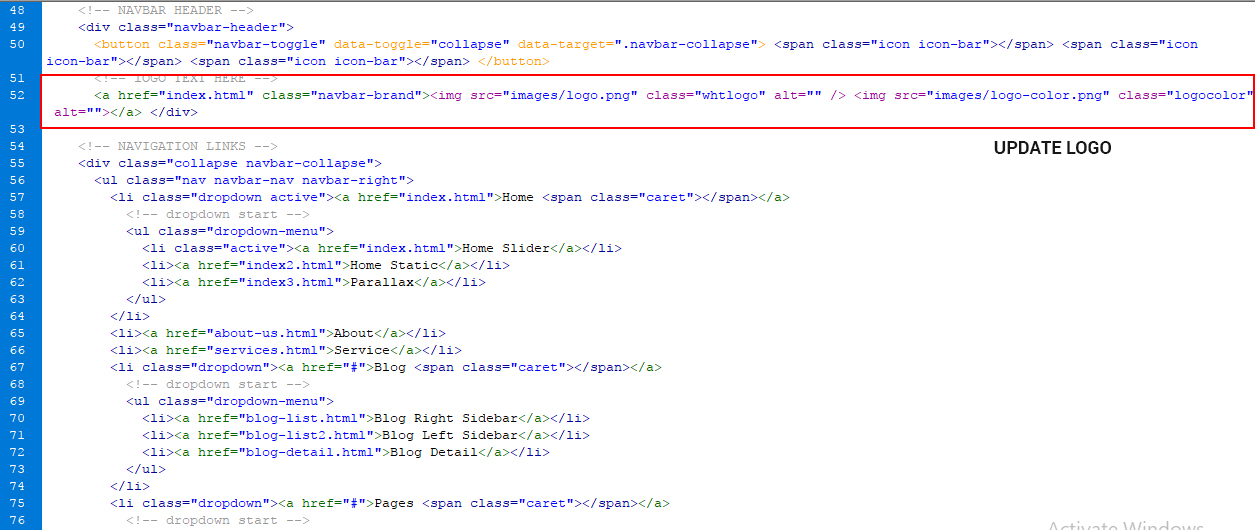 48 <!-- NAVBAR HEADER -->
49 <div class="navbar-header">
50 <button class="navbar-toggle" data-toggle="collapse" data-target=".navbar-collapse"> <span class="icon icon-bar"></span> <span class="icon
icon-bar"></span> <span class="icon icon-bar"></span> </button>
51 <!-- LOGO TEXT HERE -->
52 <a href="index.html" class="navbar-brand"><img src="images/logo.png" class="whtlogo" alt="" /> <img src="images/logo-color.png" class="logocolor"
alt=""></a> </div>
53
54 <!-- NAVIGATION LINKS -->
UPDATE LOGO
55 <div class="collapse navbar-collapse">
56 <ul class="nav navbar-nav navbar-right">
57 <li class="dropdown active"><a href="index.html">Home <span class="caret"></span></a>
58 <!-- dropdown start -->
59 <ul class="dropdown-menu">
60 <li class="active"><a href="index.html">Home Slider</a></li>
61 <li><a href="index2.html">Home Static</a></li>
62 <li><a href="index3.html">Parallax</a></li>
63 </ul>
64 </li>
65 <li><a href="about-us.html">About</a></li>
66 <li><a href="services.html">Service</a></li>
67 <li class="dropdown"><a href="#">Blog <span class="caret"></span></a>
68 <!-- dropdown start -->
69 <ul class="dropdown-menu">
70 <li><a href="blog-list.html">Blog Right Sidebar</a></li>
71 <li><a href="blog-list2.html">Blog Left Sidebar</a></li>
72 <li><a href="blog-detail.html">Blog Detail</a></li>
73 </ul>
74 </li>
75 <li class="dropdown"><a href="#">Pages <span class="caret"></span></a>
76 <!-- dropdown start -->
Activate Windows